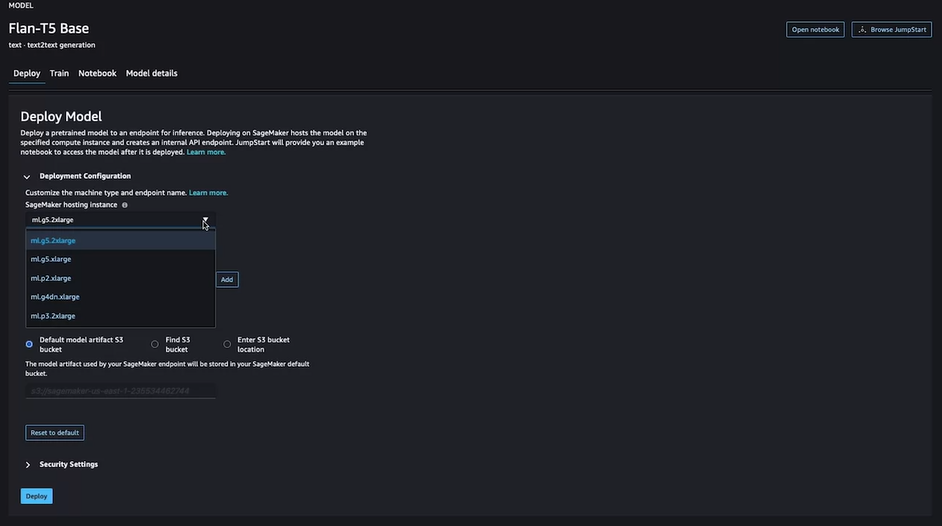 MODEL
Flan-T5 Base
Open notebook
Browse JumpStart
text · text2text generation
Deploy Train Notebook Model details
Deploy Model
Deploy a pretrained model to an endpoint for inference. Deploying on SageMaker hosts the model on the
specified compute instance and creates an internal API endpoint. JumpStart will provide you an example
notebook to access the model after it is deployed. Learn more.
Deployment Configuration
Customize the machine type and endpoint name. Learn more.
SageMaker hosting instance
ml.g5.2xlarge
ml.g5.2xlarge
ml.g5.xlarge
ml.p2.xlarge
Add
ml.g4dn.xlarge
ml.p3.2xlarge
Default model artifact S3
bucket
Find S3
bucket
Enter S3 bucket
location
The model artifact used by your SageMaker endpoint will be stored in your SageMaker default
bucket.
Reset to default
Security Settings
Deploy